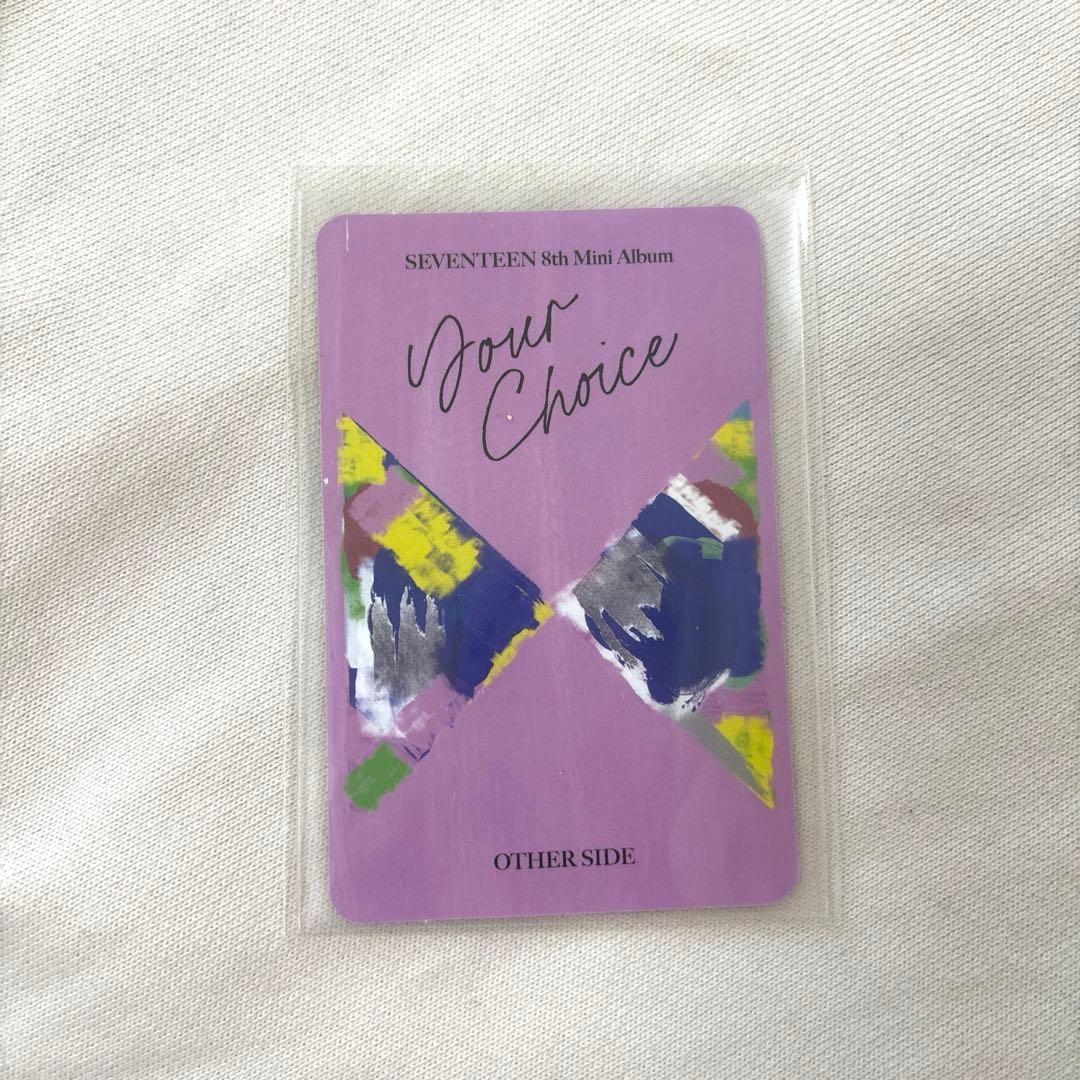 SEVENTEEN 8th Mini Album
Your
Choice
OTHER SIDE